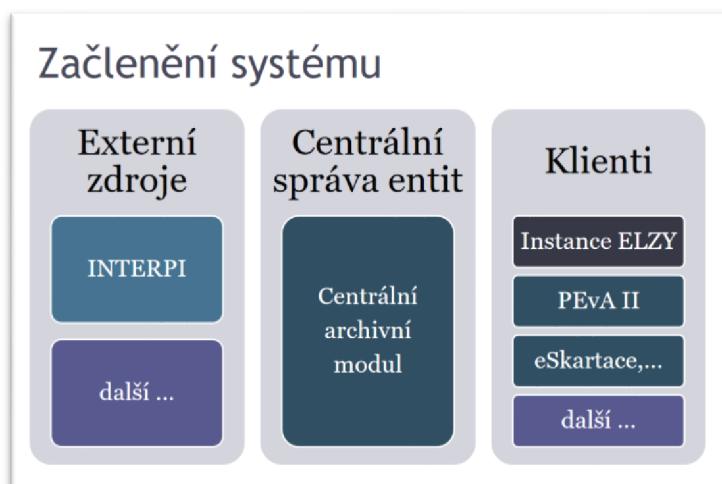 Začlenění systému
Externí
zdroje
INTERPI
další ...
Centrální
správa entit
Centrální
archivní
modul
Klienti
Instance ELZY
PEvA II
eSkartace,...
další ...